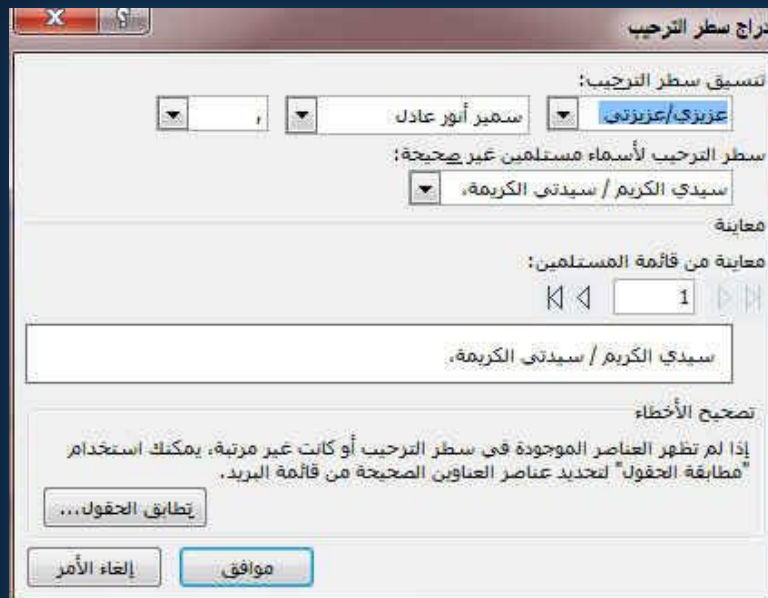 دراج سطر الترحيب
تنسيق سطر الترحيب:
عزيزي/عزيزتي سمير أنور عادل ,
سطر الترحيب لأسماء مستلمين غير صحيحة:
سيدي الكريم / سيدتي الكريمة،
معاينة
معاينة من قائمة المستلمين:
1
سيدي الكريم / سيدتي الكريمة،
تصحيح الأخطاء
إذا لم تظهر العناصر الموجودة في سطر الترحيب أو كانت غير مرتبة، يمكنك استخدام
"مطابقة الحقول" لتحديد عناصر العناوين الصحيحة من قائمة البريد.
تطابق الحقول...
موافق إلغاء الأمر